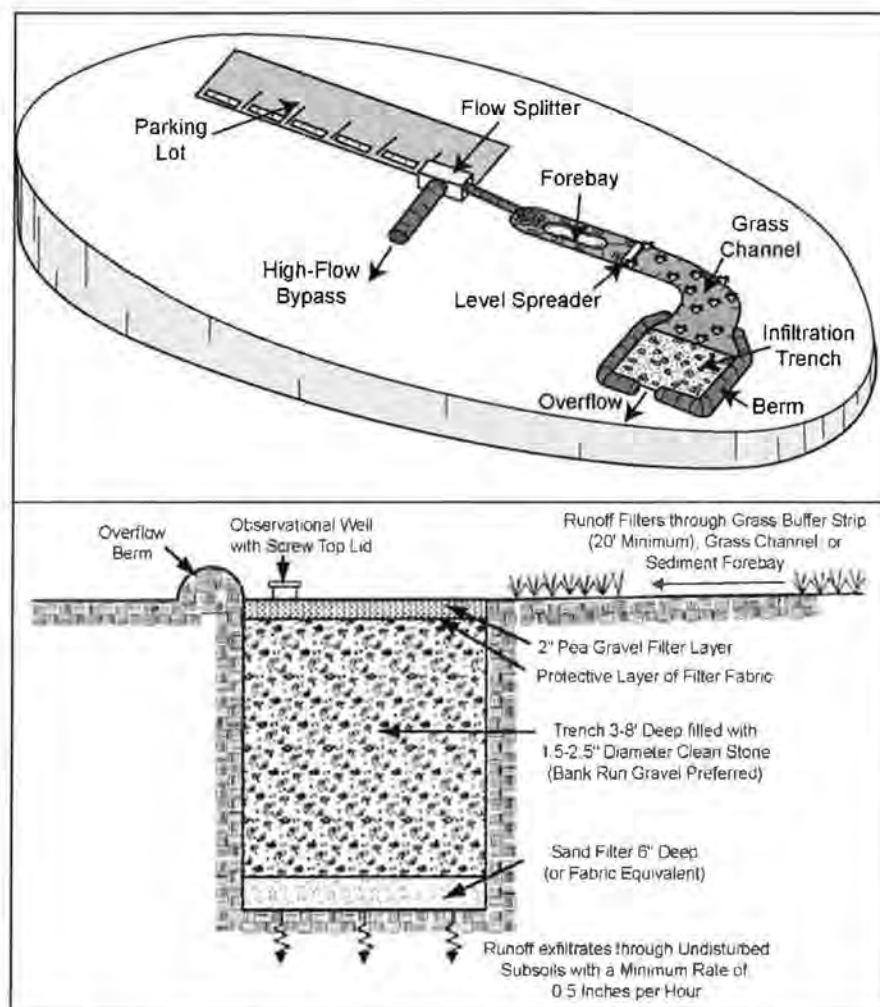 Flow Splitter
Parking
Lot
Forebay
Grass
Channel
High-Flow
Bypass
Level Spreader
Infiltration
Trench
Overflow
Berm
Overflow
Berm
Observational Well
with Screw Top Lid
Runoff Filters through Grass Buffer Strip
(20' Minimum), Grass Channel or
Sediment Forebay
2" Pea Gravel Filter Layer
Protective Layer of Filter Fabric
Trench 3-8' Deep filled with
1.5-2.5" Diameter Clean Stone
(Bank Run Gravel Preferred)
Sand Filter 6" Deep
(or Fabric Equivalent)
Runoff exfiltrates through Undisturbed
Subsoils with a Minimum Rate of
0.5 Inches per Hour